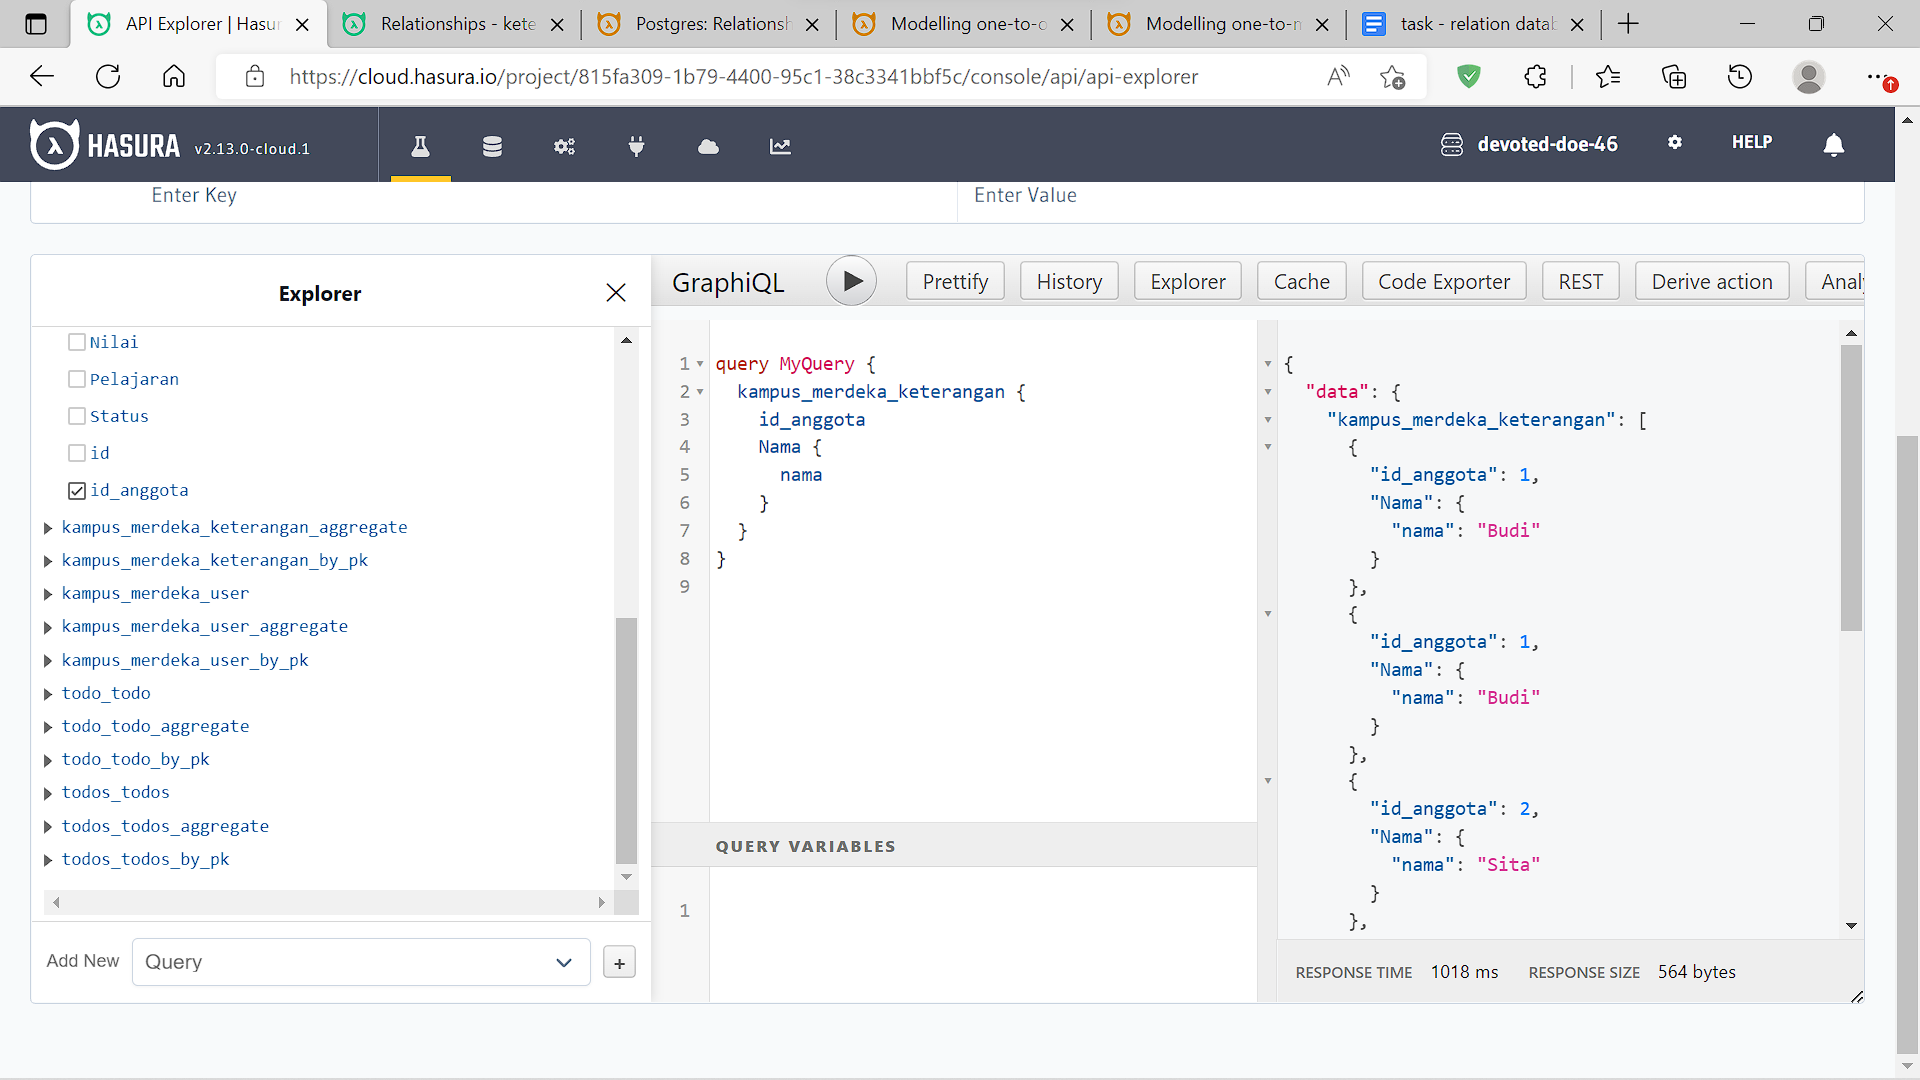 API Explorer | Hasur
Relationships - kete
Postgres: Relationsh
Modelling one-to-o
Modelling one-to-n
task - relation datab
https://cloud.hasura.io/project/815fa309-1b79-4400-95c1-38c3341bbf5c/console/api/api-explorer
HASURA v2.13.0-cloud.1
devoted-doe-46
HELP
Enter Key
Enter Value
Explorer
Nilai
Pelajaran
Status
id
id_anggota
kampus_merdeka_keterangan_aggregate
kampus_merdeka_keterangan_by_pk
kampus_merdeka_user
kampus_merdeka_user_aggregate
kampus_merdeka_user_by_pk
todo_todo
todo_todo_aggregate
todo_todo_by_pk
todos_todos
todos_todos_aggregate
todos_todos_by_pk
Add New
Query
+
GraphiQL
Prettify
History
Explorer
Cache
Code Exporter
REST
Derive action
Analy
1 query MyQuery {
2 kampus_merdeka_keterangan {
3 id_anggota
4 Nama {
5 nama
6 }
7 }
8 }
9
QUERY VARIABLES
1
{
"data": {
"kampus_merdeka_keterangan": [
{
"id_anggota": 1,
"Nama": {
"nama": "Budi"
}
},
{
"id_anggota": 1,
"Nama": {
"nama": "Budi"
}
},
{
"id_anggota": 2,
"Nama": {
"nama": "Sita"
}
},
RESPONSE TIME 1018 ms RESPONSE SIZE 564 bytes